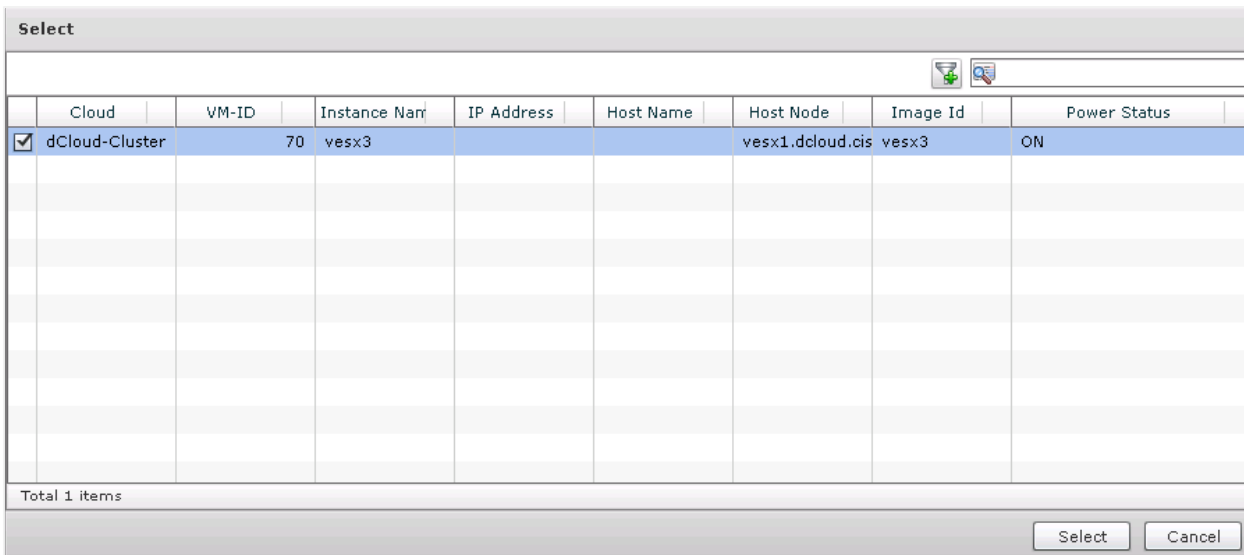 Select
Cloud VM-ID Instance Nam IP Address Host Name Host Node Image Id Power Status
dCloud-Cluster 70 vesx3 vesx1.dcloud.cis vesx3 ON
Total 1 items
Select Cancel